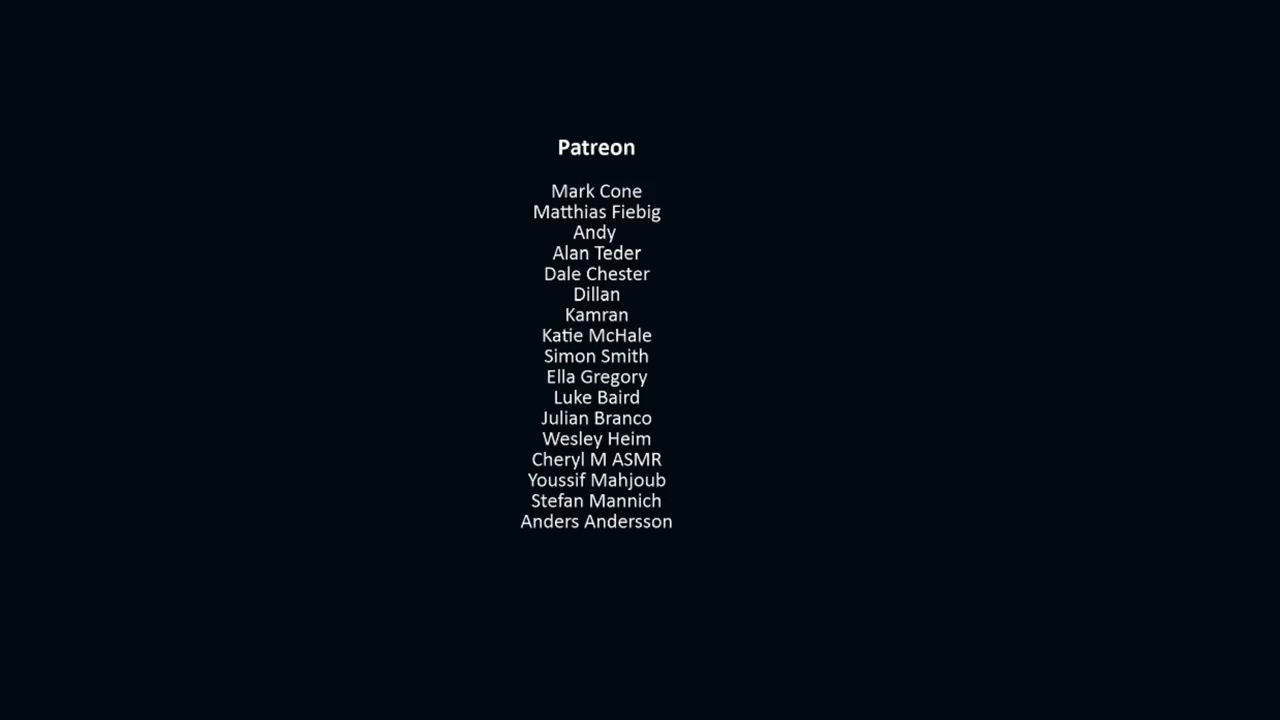 Patreon
Mark Cone
Matthias Fiebig
Andy
Alan Teder
Dale Chester
Dillan
Kamran
Katie McHale
Simon Smith
Ella Gregory
Luke Baird
Julian Branco
Wesley Heim
Cheryl M ASMR
Youssif Mahjoub
Stefan Mannich
Anders Andersson